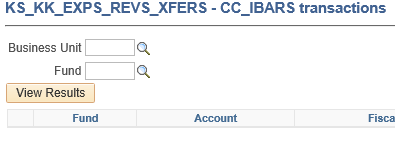 KS_KK_EXPS_REVS_XFERS - CC_IBARS transactions
Business Unit
Fund
View Results
Fund Account Fisca